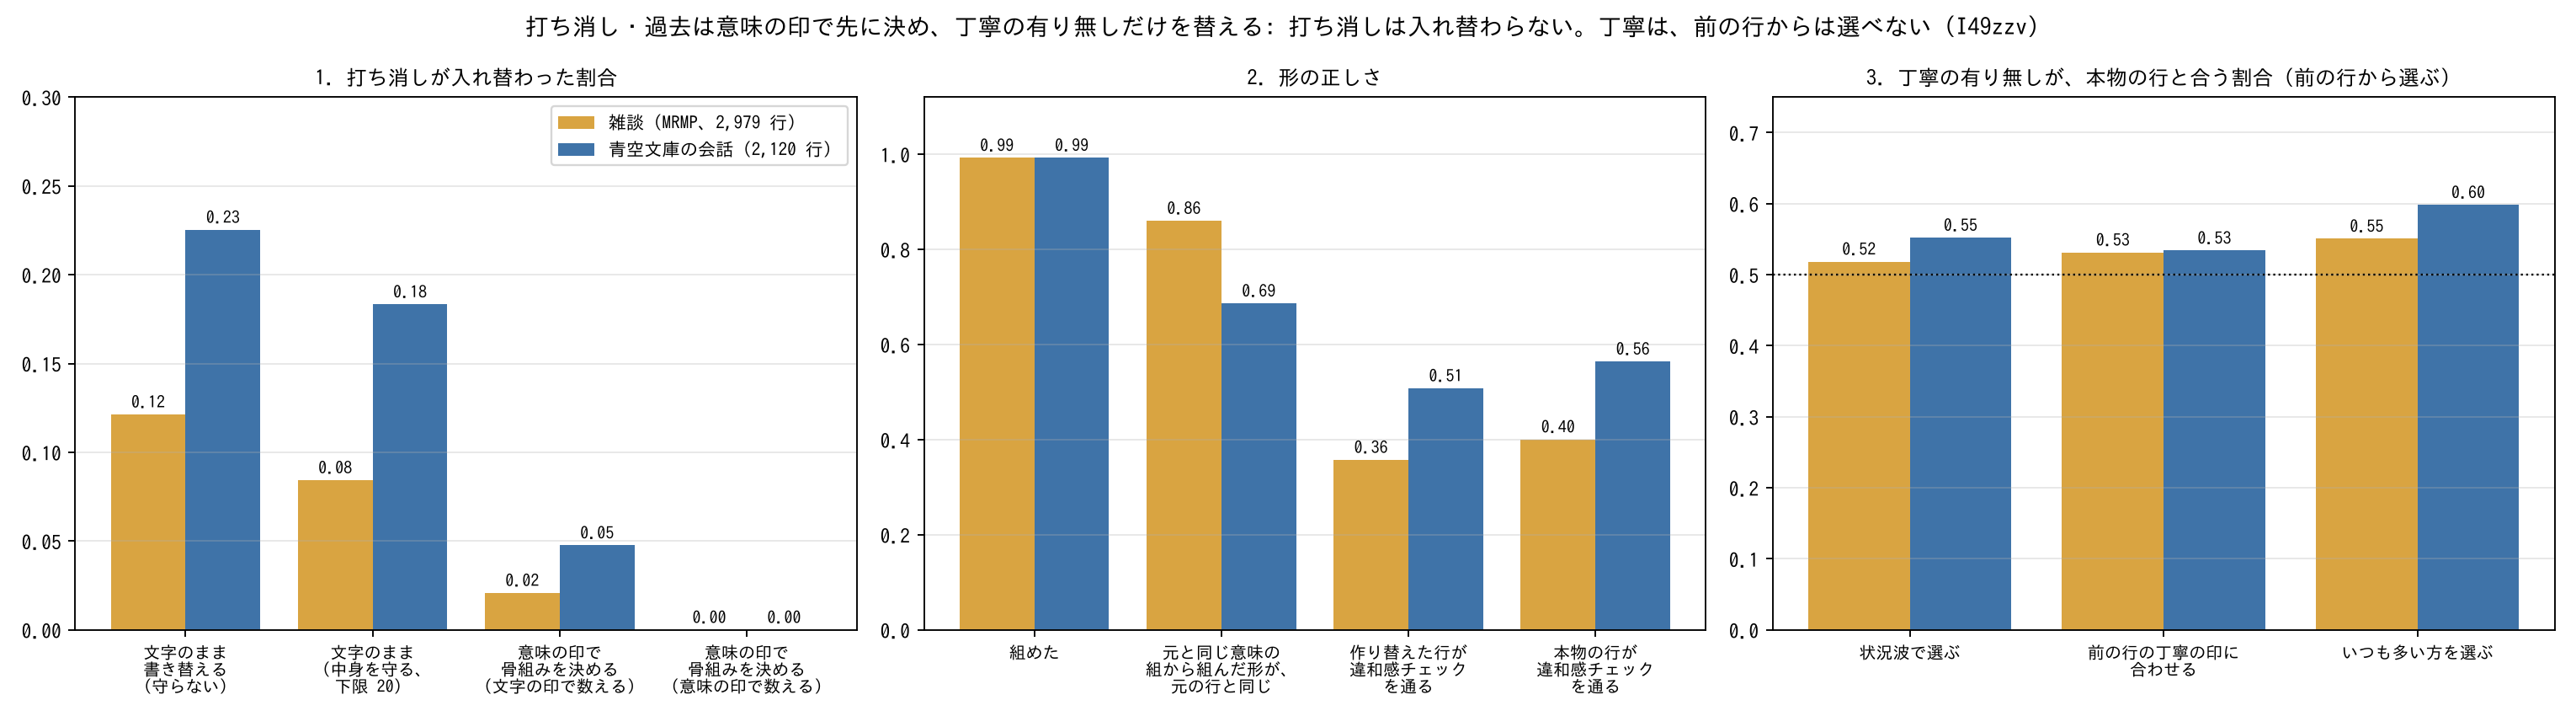 打ち消し・過去は意味の印で先に決め、丁寧の有り無しだけを替える: 打ち消しは入れ替わらない。丁寧は、前の行からは選べない (I49zzv)
1. 打ち消しが入れ替わった割合
0.30
0.25
0.20
0.15
0.10
0.05
0.00
雑談 (MRMP、2,979 行)
青空文庫の会話 (2,120 行)
0.12
0.23
0.08
0.18
0.02
0.05
0.00
0.00
文字のまま
書き替える
(守らない)
文字のまま
(中身を守る、
下限 20)
意味の印で
骨組みを決める
(文字の印で数える)
意味の印で
骨組みを決める
(意味の印で数える)
2. 形の正しさ
1.0
0.8
0.6
0.4
0.2
0.0
0.99
0.99
0.86
0.69
0.36
0.51
0.40
0.56
組めた
元と同じ意味の
組から組んだ形が、
元の行と同じ
作り替えた行が
違和感チェック
を通る
本物の行が
違和感チェック
を通る
3. 丁寧の有り無しが、本物の行と合う割合 (前の行から選ぶ)
0.7
0.6
0.5
0.4
0.3
0.2
0.1
0.0
0.52
0.55
0.53
0.53
0.55
0.60
状況波で選ぶ
前の行の丁寧の印に
合わせる
いつも多い方を選ぶ